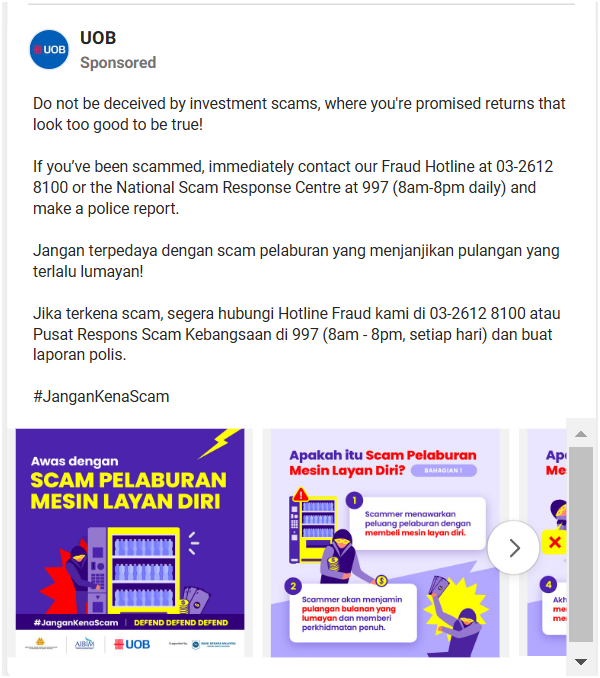 UOB
Sponsored
UOB
Do not be deceived by investment scams, where you're promised returns that
look too good to be true!
If you’ve been scammed, immediately contact our Fraud Hotline at 03-2612
8100 or the National Scam Response Centre at 997 (8am-8pm daily) and
make a police report.
Jangan terpedaya dengan scam pelaburan yang menjanjikan pulangan yang
terlalu lumayan!
Jika terkena scam, segera hubungi Hotline Fraud kami di 03-2612 8100 atau
Pusat Respons Scam Kebangsaan di 997 (8am - 8pm, setiap hari) dan buat
laporan polis.
#JanganKenaScam
Awas dengan
SCAM PELABURAN
MESIN LAYAN DIRI
#JanganKenaScam | DEFEND DEFEND DEFEND
AIBIM
UOB
Supported by:
BANK NEGARA MALAYSIA
Apakah itu Scam Pelaburan
Mesin Layan Diri?
BAHAGIAN 1
1
Scammer menawarkan
peluang pelaburan dengan
membeli mesin layan diri.
2
Scammer akan menjamin
pulangan bulanan yang
lumayan dan memberi
perkhidmatan penuh.
4